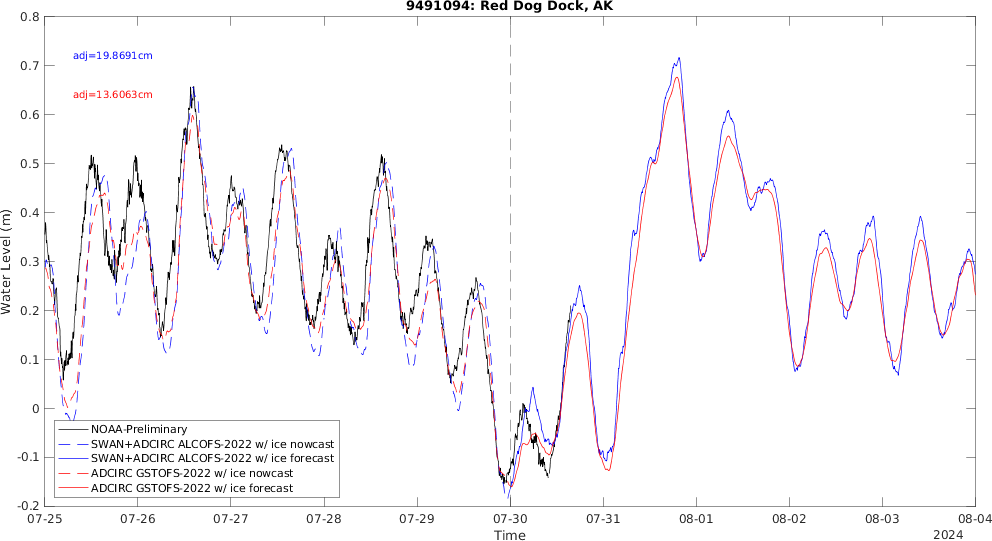 9491094: Red Dog Dock, AK
adj=19.8691cm
adj=13.6063cm
Water Level (m)
0.8
0.7
0.6
0.5
0.4
0.3
0.2
0.1
0
-0.1
-0.2
NOAA-Preliminary
SWAN+ADCIRC ALCOFS-2022 w/ ice nowcast
SWAN+ADCIRC ALCOFS-2022 w/ ice forecast
ADCIRC GSTOFS-2022 w/ ice nowcast
ADCIRC GSTOFS-2022 w/ ice forecast
07-25 07-26 07-27 07-28 07-29 07-30 07-31 08-01 08-02 08-03 08-04
Time
2024